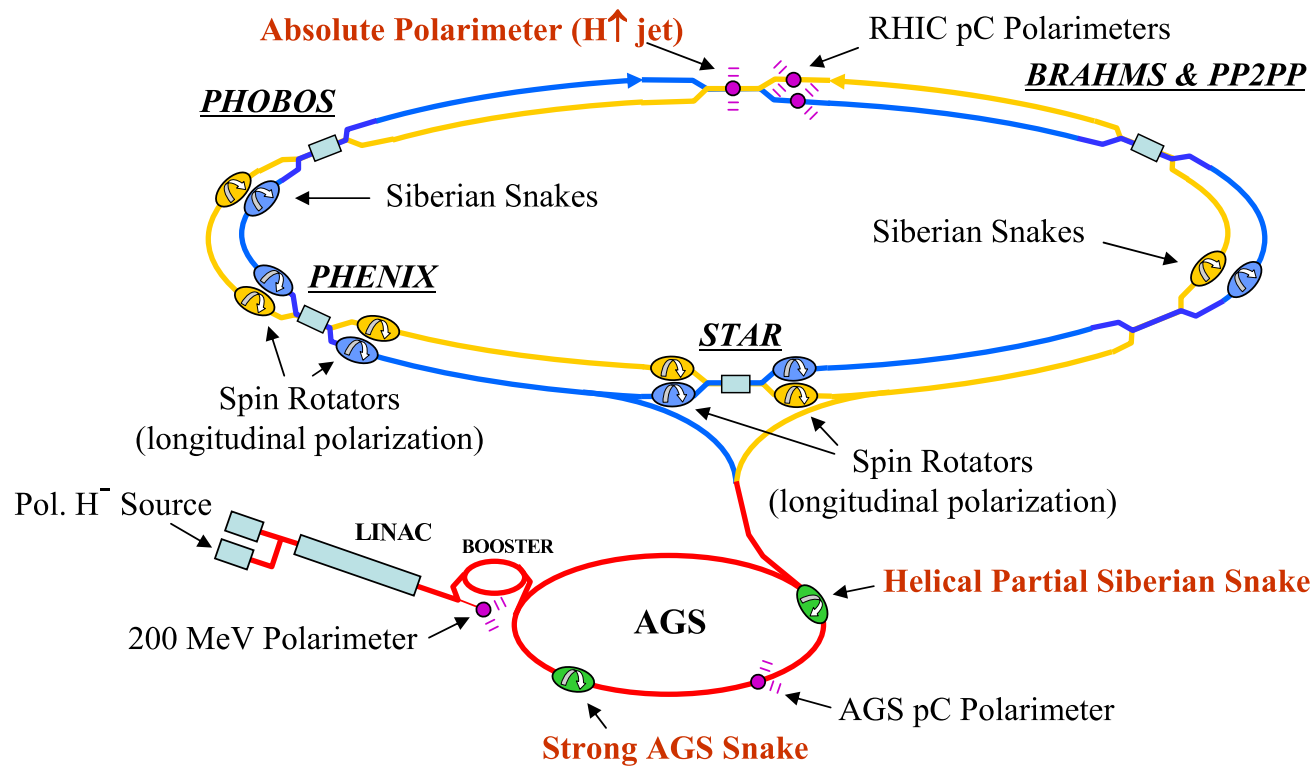 Absolute Polarimeter (H↑ jet)
RHIC pC Polarimeters
BRAHMS & PP2PP
PHOBOS
Siberian Snakes
Siberian Snakes
PHENIX
STAR
Spin Rotators
(longitudinal polarization)
Spin Rotators
(longitudinal polarization)
Pol. H⁻ Source
LINAC
BOOSTER
Helical Partial Siberian Snake
200 MeV Polarimeter
AGS
AGS pC Polarimeter
Strong AGS Snake